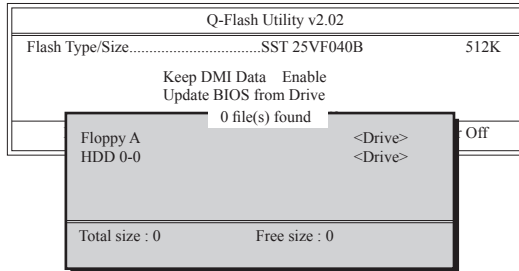 Q-Flash Utility v2.02
Flash Type/Size.................................SST 25VF040B 512K
Keep DMI Data Enable
Update BIOS from Drive
0 file(s) found
Floppy A <Drive>
HDD 0-0 <Drive>
Off
Total size : 0 Free size : 0